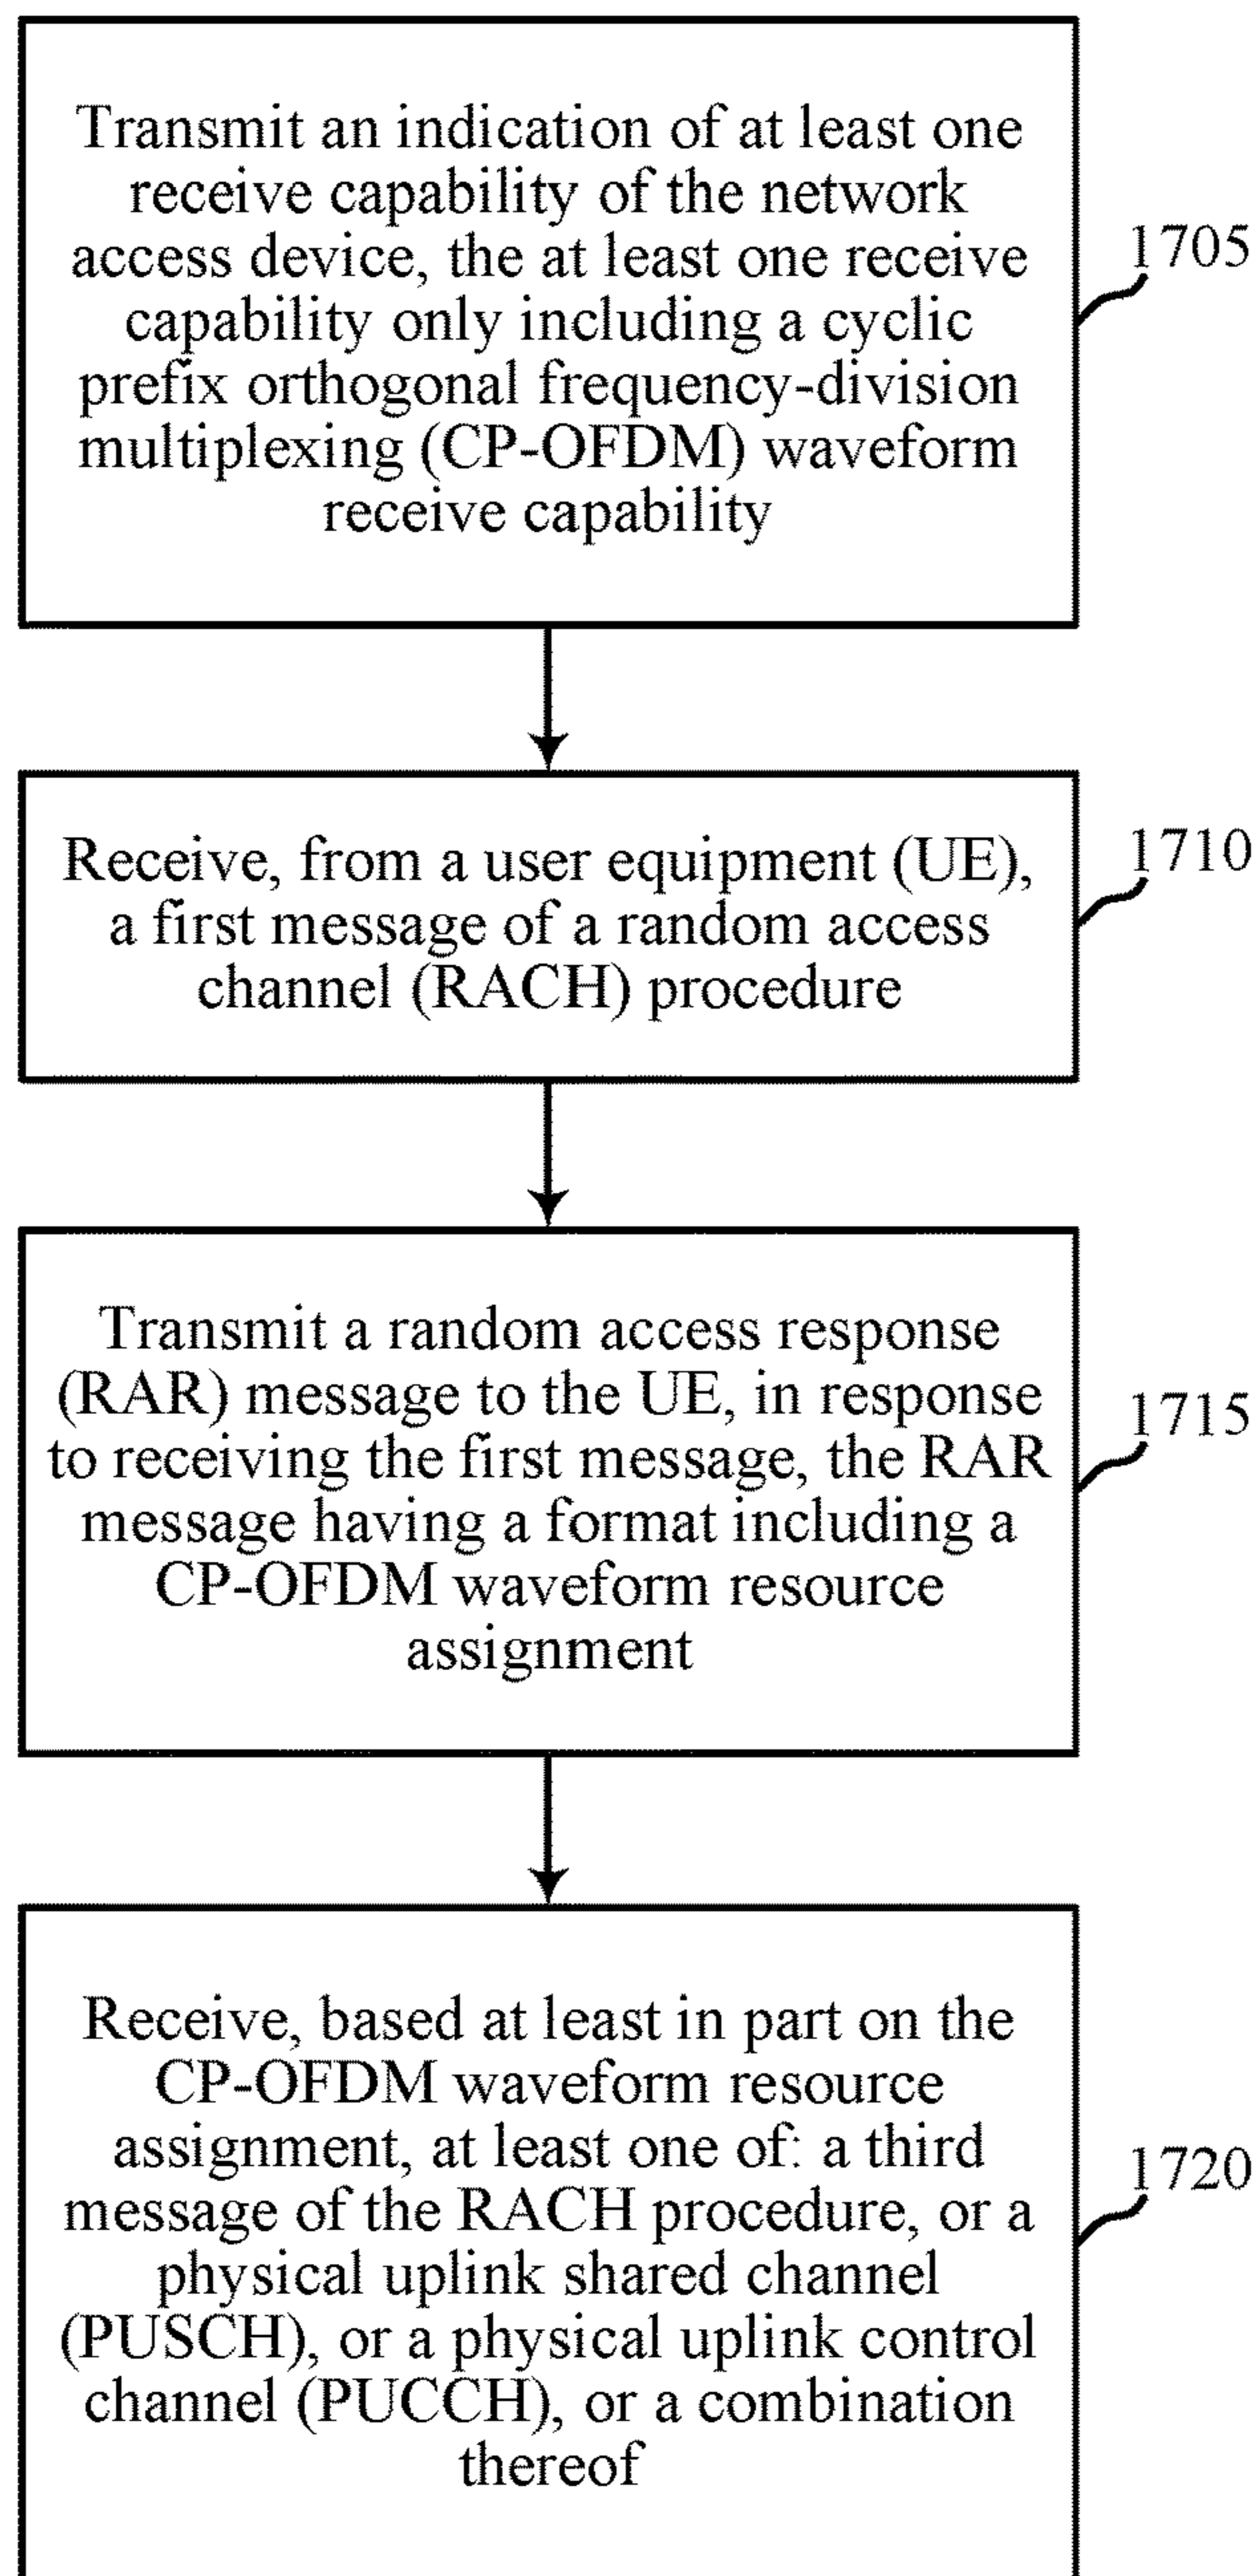 Transmit an indication of at least one
receive capability of the network
access device, the at least one receive
capability only including a cyclic
prefix orthogonal frequency-division
multiplexing (CP-OFDM) waveform
receive capability
1705
Receive, from a user equipment (UE),
a first message of a random access
channel (RACH) procedure
1710
Transmit a random access response
(RAR) message to the UE, in response
to receiving the first message, the RAR
message having a format including a
CP-OFDM waveform resource
assignment
1715
Receive, based at least in part on the
CP-OFDM waveform resource
assignment, at least one of: a third
message of the RACH procedure, or a
physical uplink shared channel
(PUSCH), or a physical uplink control
channel (PUCCH), or a combination
thereof
1720